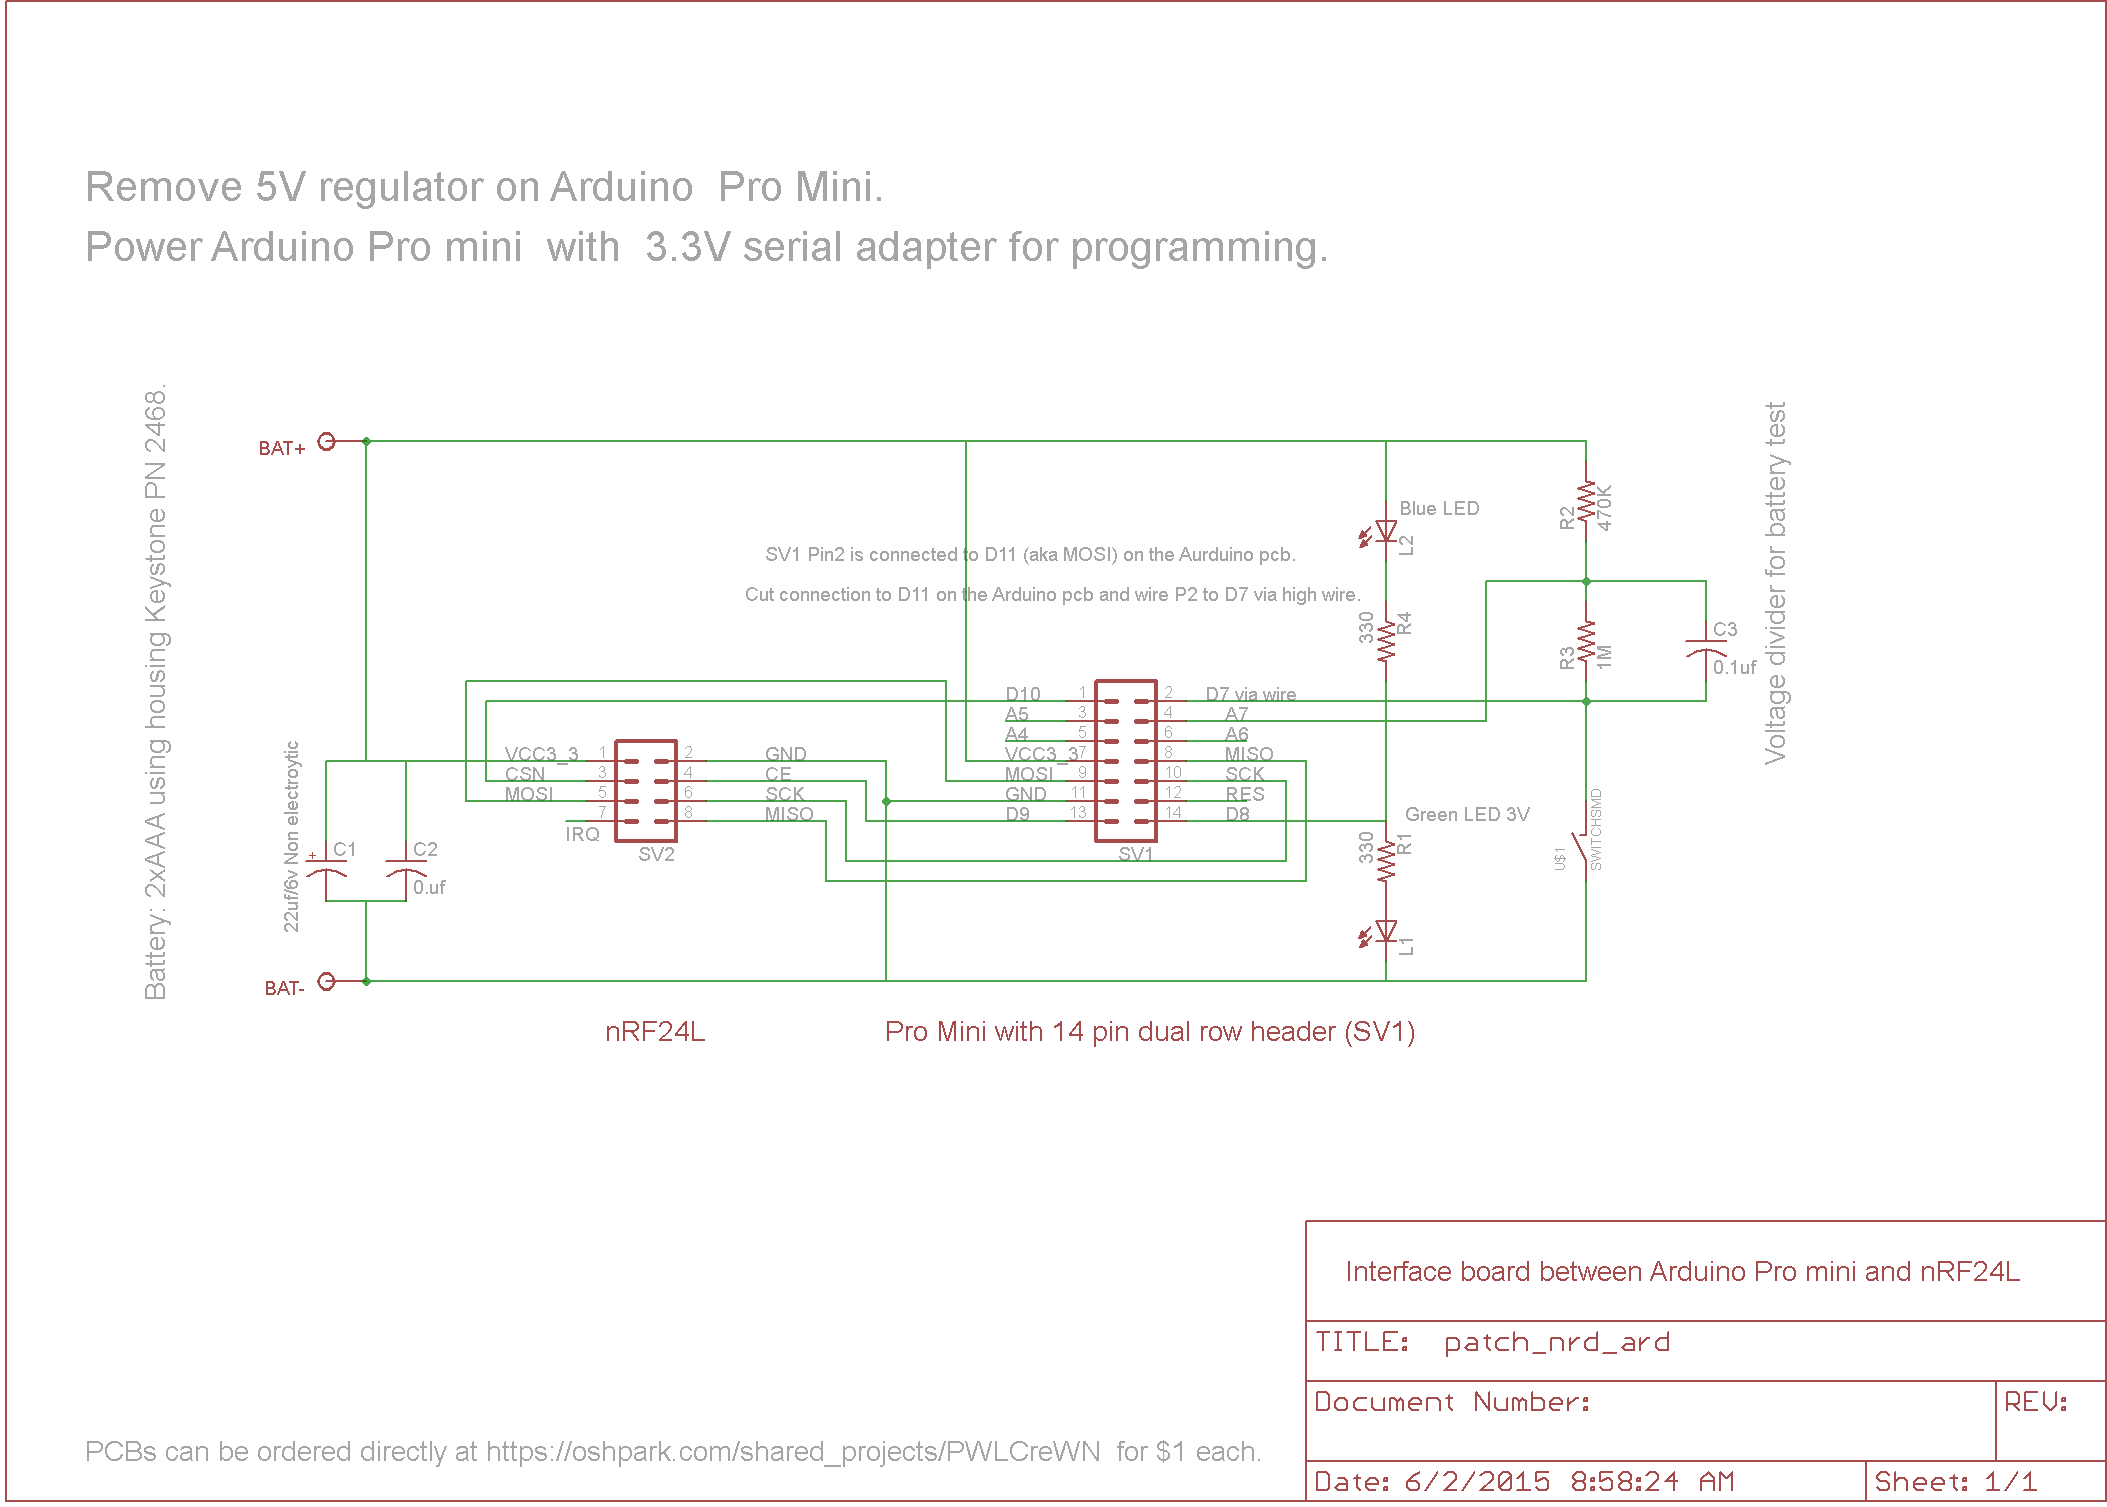 Remove 5V regulator on Arduino  Pro Mini.
Power Arduino Pro mini  with  3.3V serial adapter for programming.
Battery: 2xAAA using housing Keystone PN 2468.
Voltage divider for battery test
BAT+
Blue LED
L2
R2
470K
SV1 Pin2 is connected to D11 (aka MOSI) on the Aurduino pcb.
Cut connection to D11 on the Arduino pcb and wire P2 to D7 via high wire.
330
R4
R3
1M
C3
0.1uf
D10 1 2 D7 via wire
A5 3 4 A7
A4 5 6 A6
VCC3_3 7 8 MISO
MOSI 9 10 SCK
GND 11 12 RES
D9 13 14 D8
SV1
VCC3_3 1 2 GND
CSN 3 4 CE
MOSI 5 6 SCK
7 8 MISO
IRQ
SV2
22uf/6v Non electroytic
+
C1
C2
0.uf
Green LED 3V
330
R1
L1
U$1
SWITCHSMD
BAT-
nRF24L
Pro Mini with 14 pin dual row header (SV1)
Interface board between Arduino Pro mini and nRF24L
TITLE: patch_nrd_ard
Document Number:
REV:
Date: 6/2/2015 8:58:24 AM
Sheet: 1/1
PCBs can be ordered directly at https://oshpark.com/shared_projects/PWLCreWN  for $1 each.